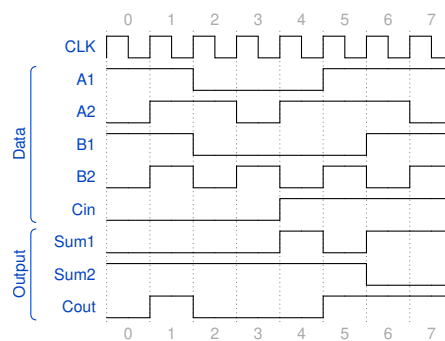 0 1 2 3 4 5 6 7
CLK
A1
A2
B1
B2
Cin
Data
Sum1
Sum2
Cout
Output
0 1 2 3 4 5 6 7